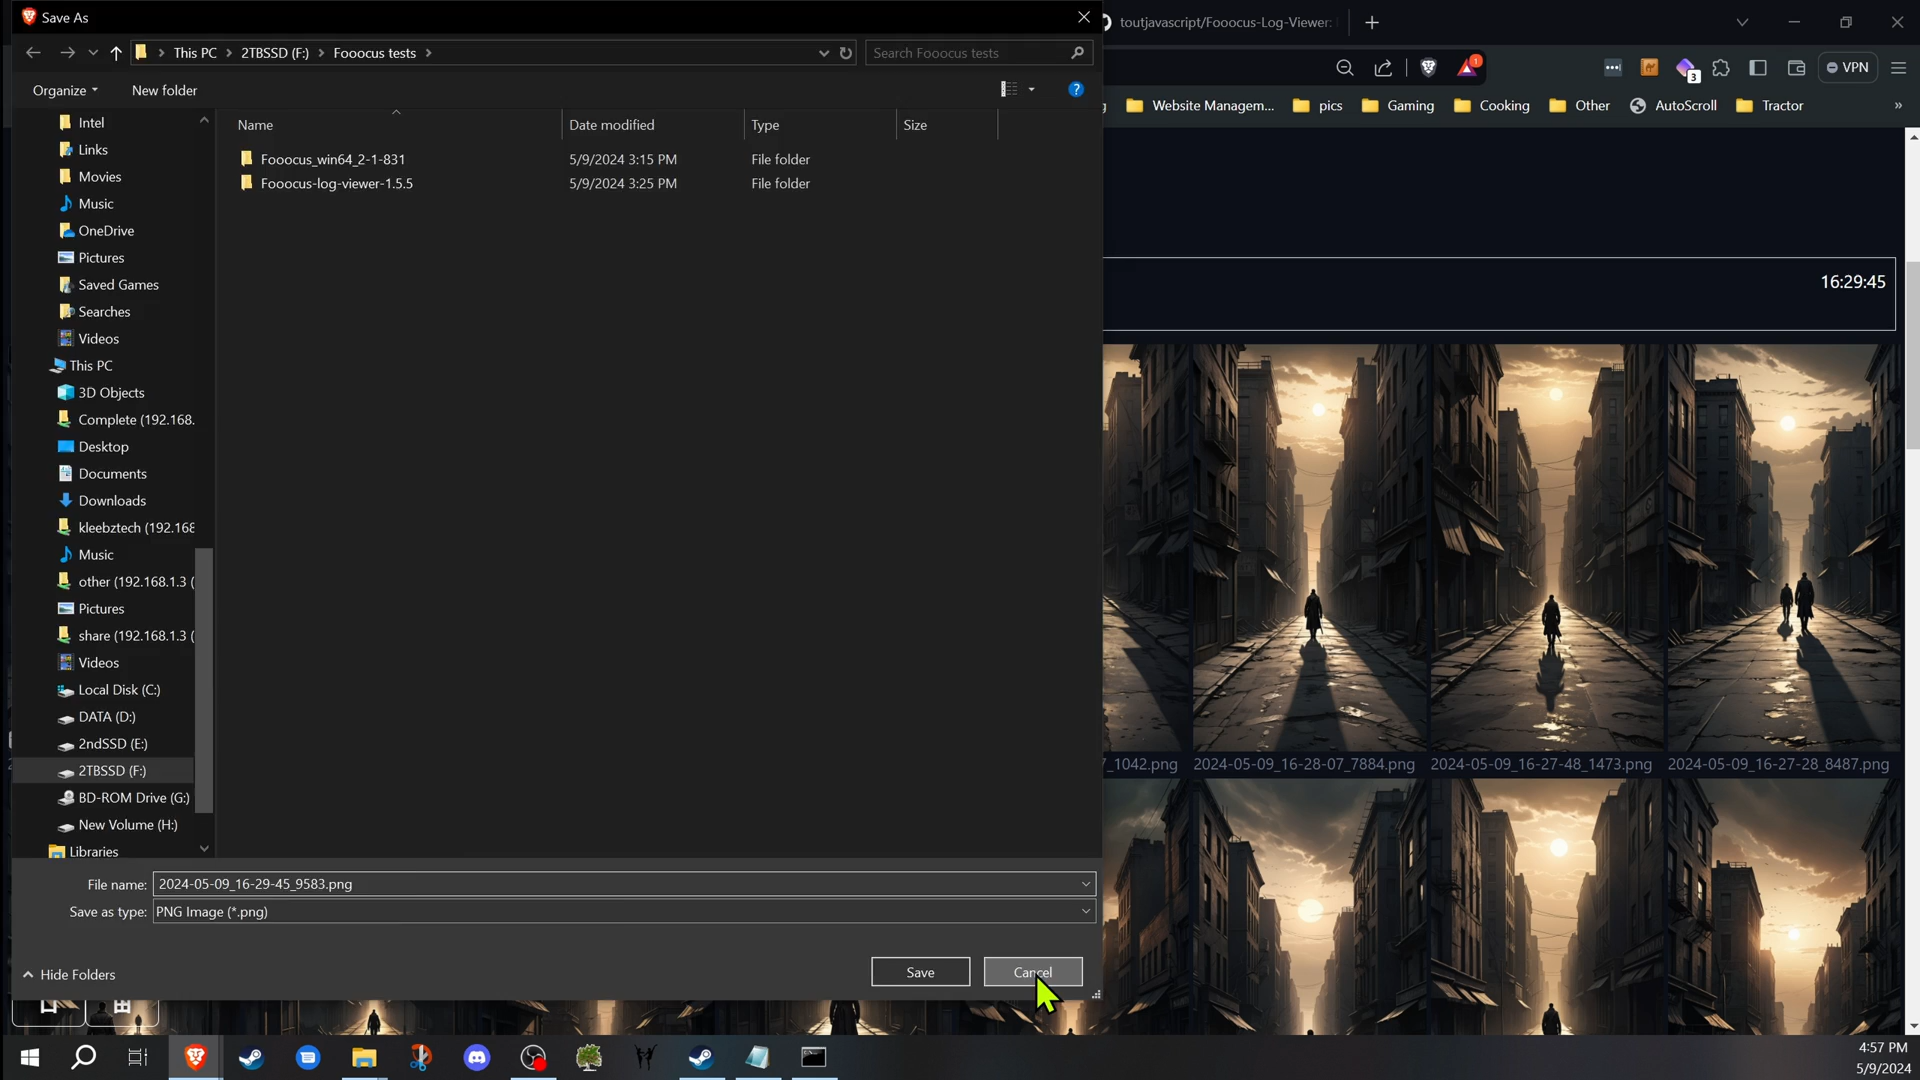 Save As
toutjavascript/Fooocus-Log-Viewer:
This PC
2TBSSD (F:)
Fooocus tests
Search Fooocus tests
1
3
VPN
Organize
New folder
?
Website Managem...
pics
Gaming
Cooking
Other
AutoScroll
Tractor
»
Intel
Links
Movies
Music
OneDrive
Pictures
Saved Games
Searches
Videos
This PC
3D Objects
Complete (192.168.
Desktop
Documents
Downloads
kleebztech (192.168
Music
other (192.168.1.3 (
Pictures
share (192.168.1.3 (
Videos
Local Disk (C:)
DATA (D:)
2ndSSD (E:)
2TBSSD (F:)
BD-ROM Drive (G:)
New Volume (H:)
Libraries
Name Date modified Type Size
Fooocus_win64_2-1-831 5/9/2024 3:15 PM File folder
Fooocus-log-viewer-1.5.5 5/9/2024 3:25 PM File folder
16:29:45
7_1042.png 2024-05-09_16-28-07_7884.png 2024-05-09_16-27-48_1473.png 2024-05-09_16-27-28_8487.png
File name: 2024-05-09_16-29-45_9583.png
Save as type: PNG Image (*.png)
Hide Folders
Save
Cancel
4:57 PM
5/9/2024